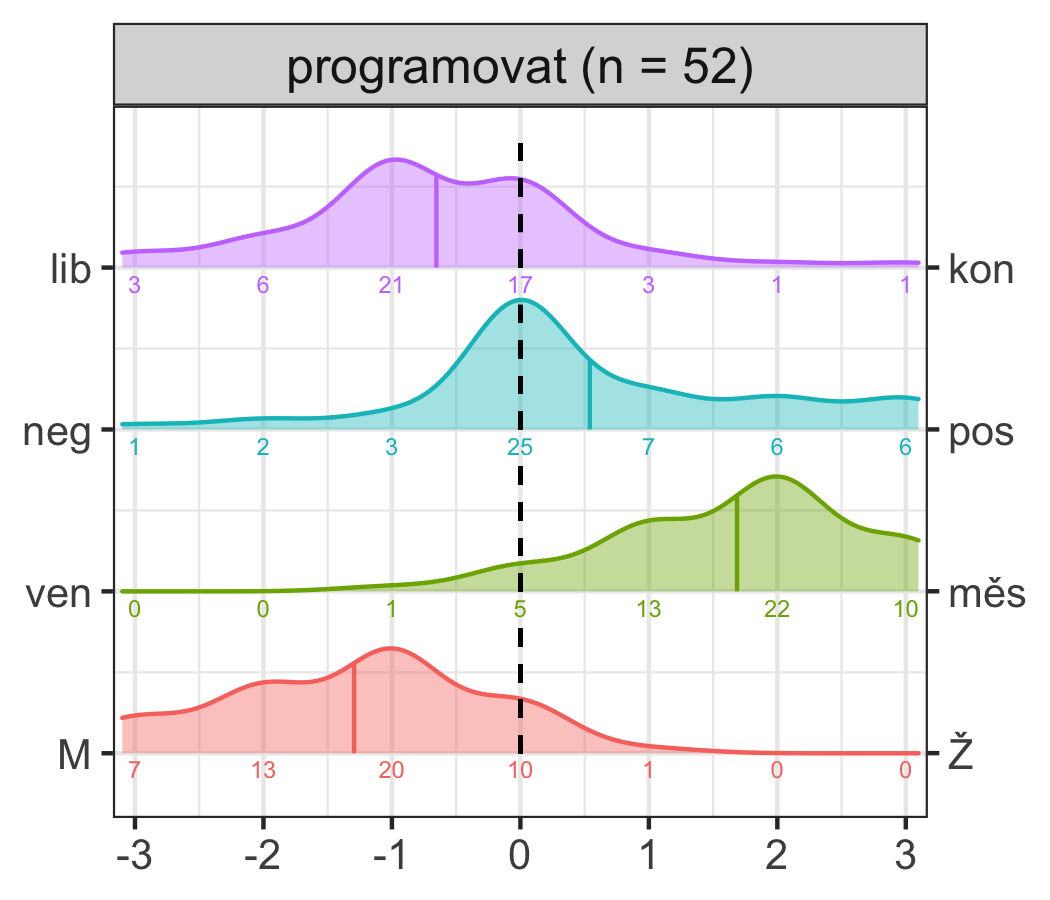 programovat (n = 52)
lib kon
3 6 21 17 3 1 1
neg pos
1 2 3 25 7 6 6
ven měs
0 0 1 5 13 22 10
M Ž
7 13 20 10 1 0 0
-3 -2 -1 0 1 2 3